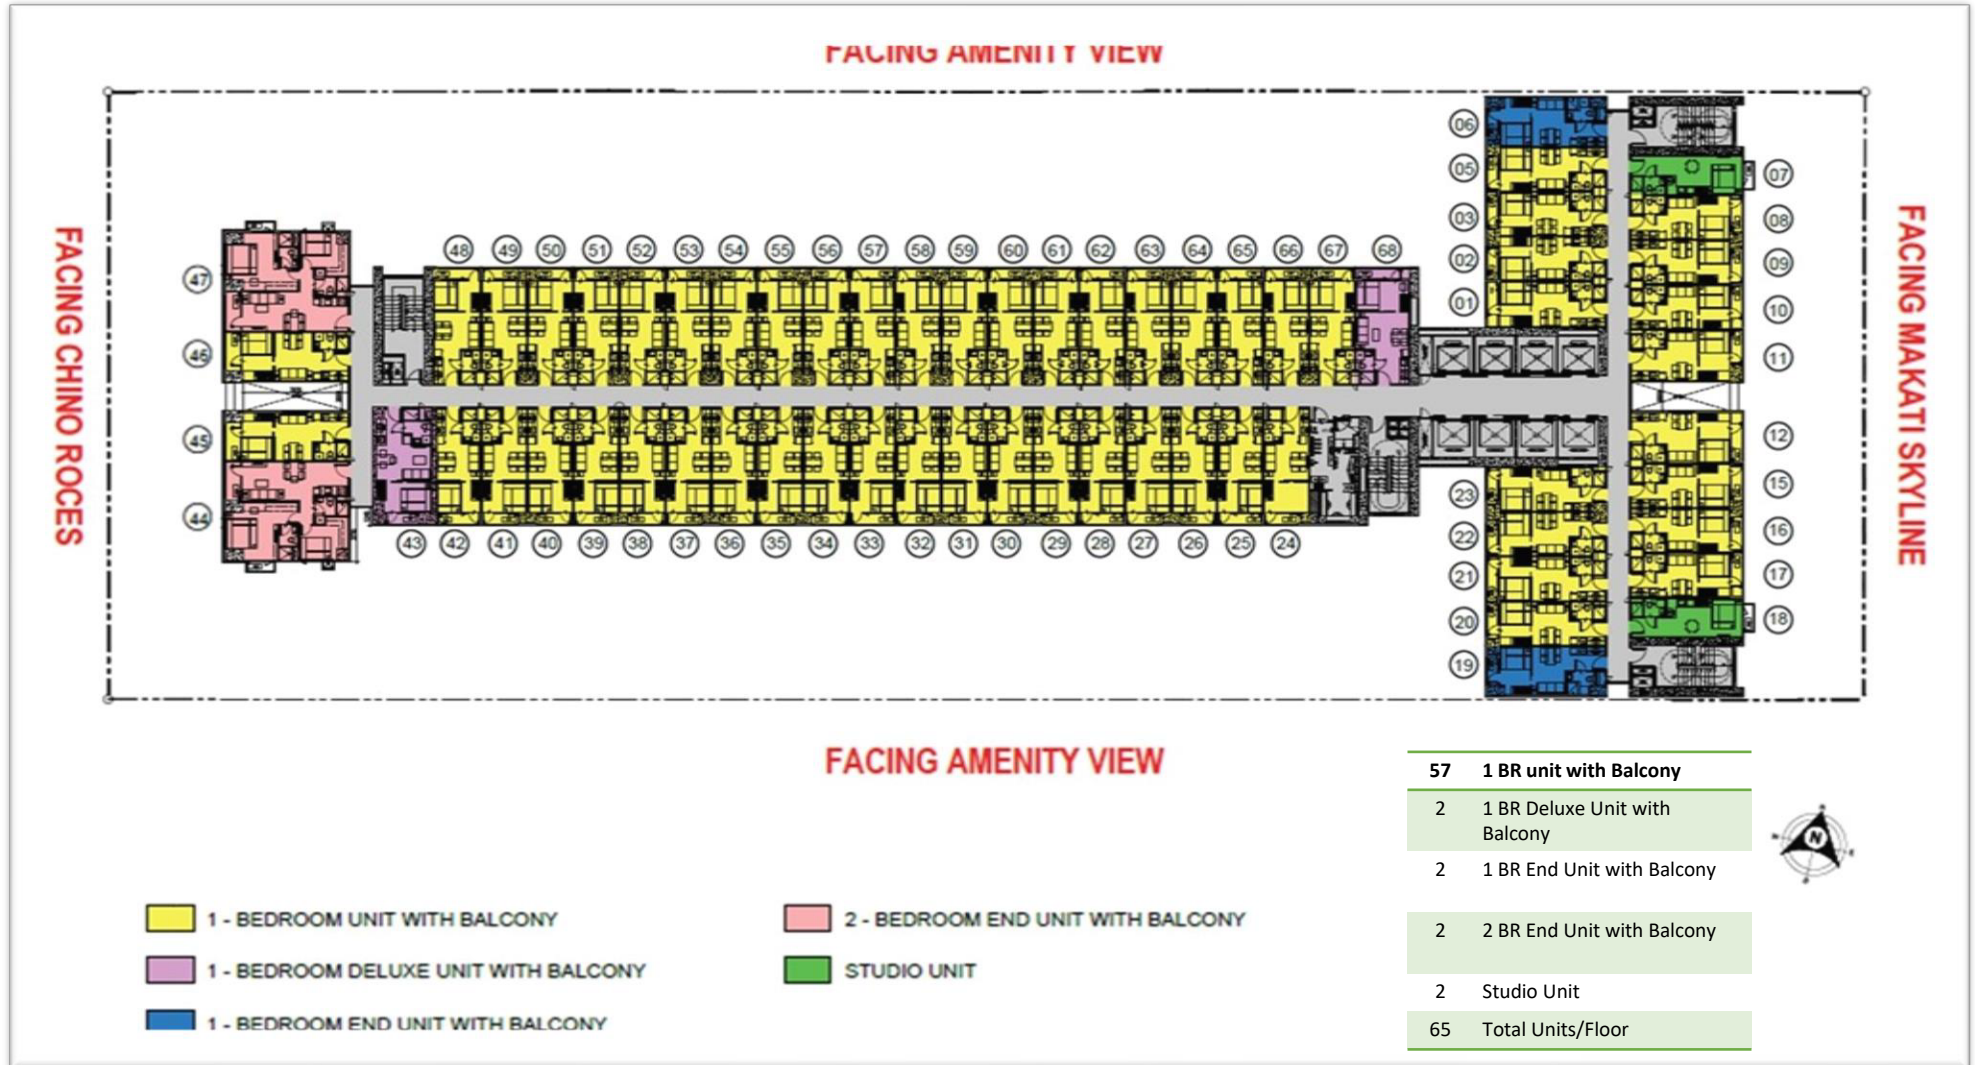 FACING AMENITY VIEW
FACING CHINO ROCES
FACING MAKATI SKYLINE
06
05
03
02
01
07
08
09
10
11
48 49 50 51 52 53 54 55 56 57 58 59 60 61 62 63 64 65 66 67 68
47
46
45
44
12
15
16
17
18
23
22
21
20
19
43 42 41 40 39 38 37 36 35 34 33 32 31 30 29 28 27 26 25 24
FACING AMENITY VIEW
57 1 BR unit with Balcony
2 1 BR Deluxe Unit with
Balcony
2 1 BR End Unit with Balcony
2 2 BR End Unit with Balcony
2 Studio Unit
65 Total Units/Floor
N
1 - BEDROOM UNIT WITH BALCONY
1 - BEDROOM DELUXE UNIT WITH BALCONY
1 - BEDROOM END UNIT WITH BALCONY
2 - BEDROOM END UNIT WITH BALCONY
STUDIO UNIT